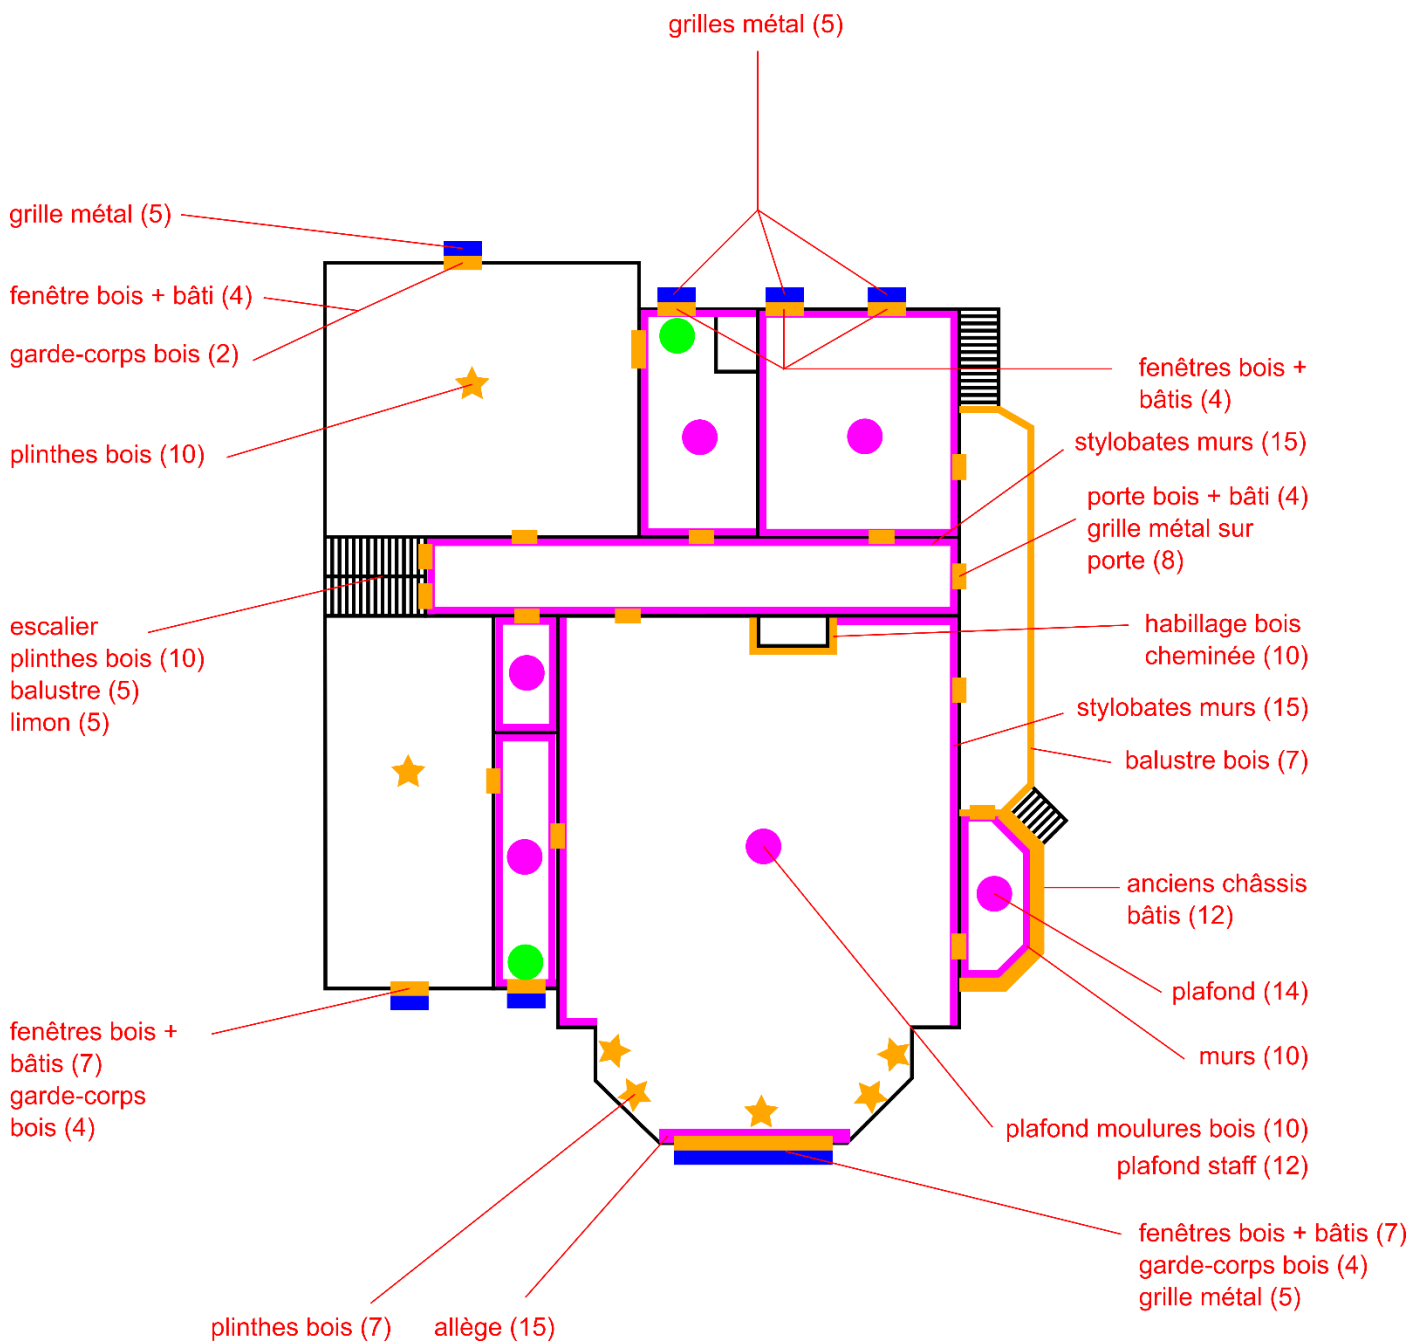 grilles métal (5)
grille métal (5)
fenêtre bois + bâti (4)
garde-corps bois (2)
plinthes bois (10)
fenêtres bois +
bâtis (4)
stylobates murs (15)
porte bois + bâti (4)
grille métal sur
porte (8)
escalier
plinthes bois (10)
balustre (5)
limon (5)
habillage bois
cheminée (10)
stylobates murs (15)
balustre bois (7)
anciens châssis
bâtis (12)
plafond (14)
murs (10)
fenêtres bois +
bâtis (7)
garde-corps
bois (4)
plafond moulures bois (10)
plafond staff (12)
fenêtres bois + bâtis (7)
garde-corps bois (4)
grille métal (5)
plinthes bois (7)
allège (15)